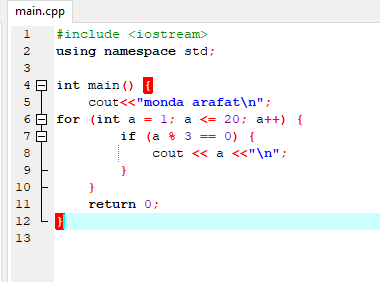 main.cpp
1 #include <iostream>
2 using namespace std;
3
4 int main() {
5 cout<<"monda arafat\n";
6 for (int a = 1; a <= 20; a++) {
7 if (a % 3 == 0) {
8 cout << a <<"\n";
9 }
10 }
11 return 0;
12 }
13